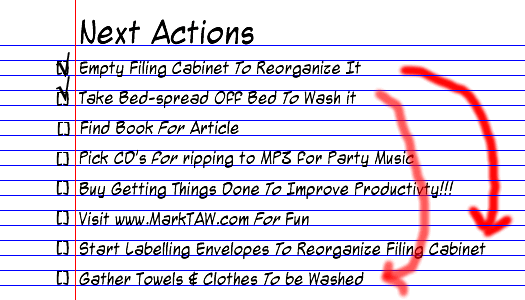 Next Actions
Empty Filing Cabinet To Reorganize It
Take Bed-spread Off Bed To Wash it
Find Book For Article
Pick CD's for ripping to MP3 for Party Music
Buy Getting Things Done To Improve Productivty!!!
Visit www.MarkTAW.com For Fun
Start Labelling Envelopes To Reorganize Filing Cabinet
Gather Towels & Clothes To be Washed